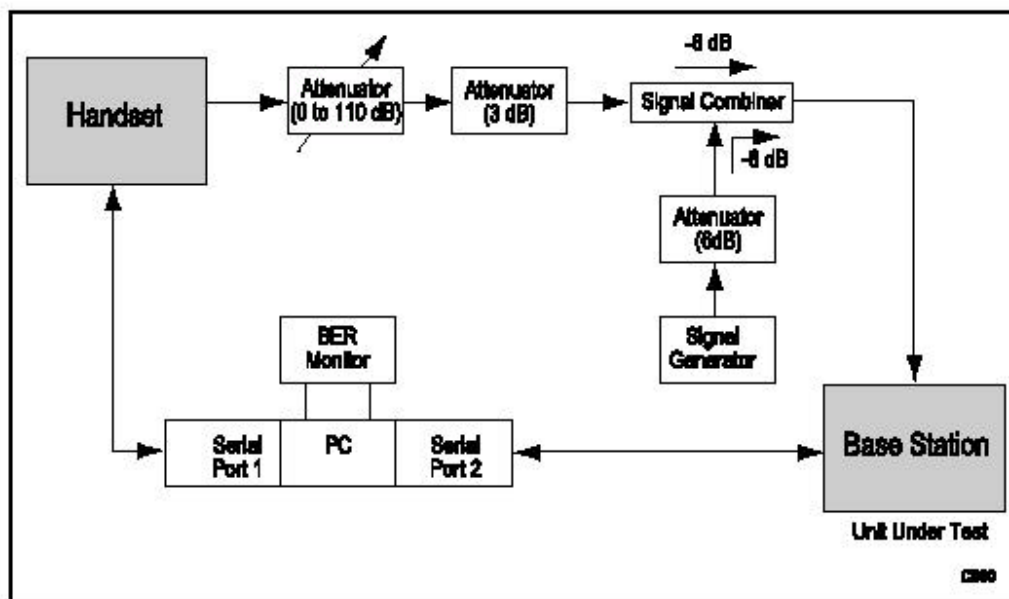 Handset
Attenuator
(0 to 110 dB)
Attenuator
(3 dB)
-6 dB
Signal Combiner
-6 dB
Attenuator
(6dB)
Signal
Generator
BER
Monitor
Serial
Port 1
PC
Serial
Port 2
Base Station
Unit Under Test